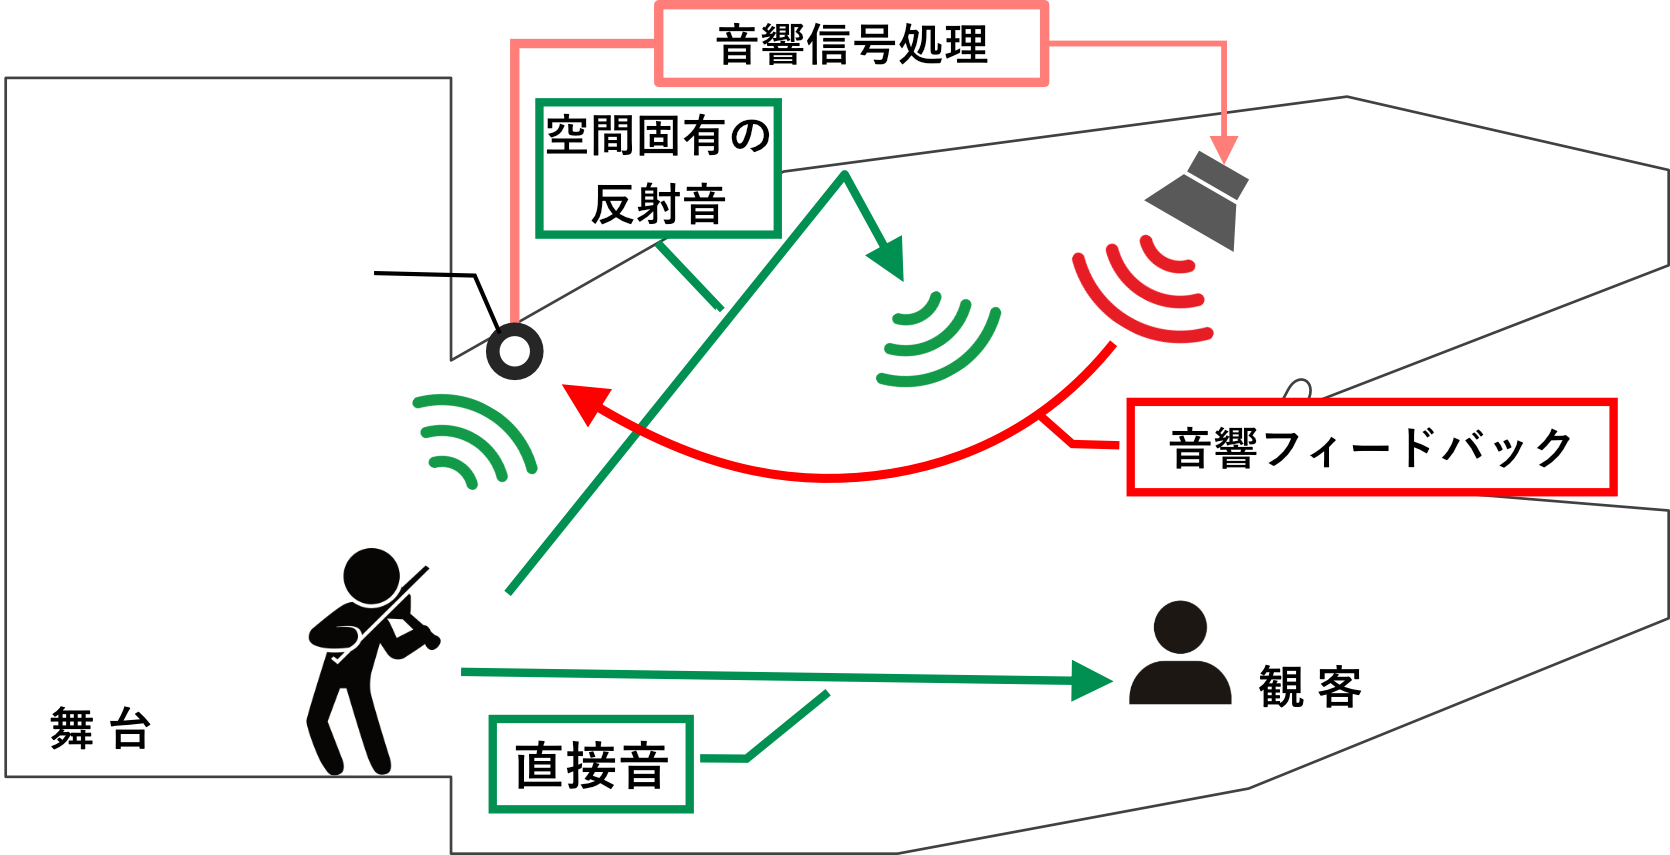 音響信号処理
空間固有の
反射音
音響フィードバック
観客
舞台
直接音